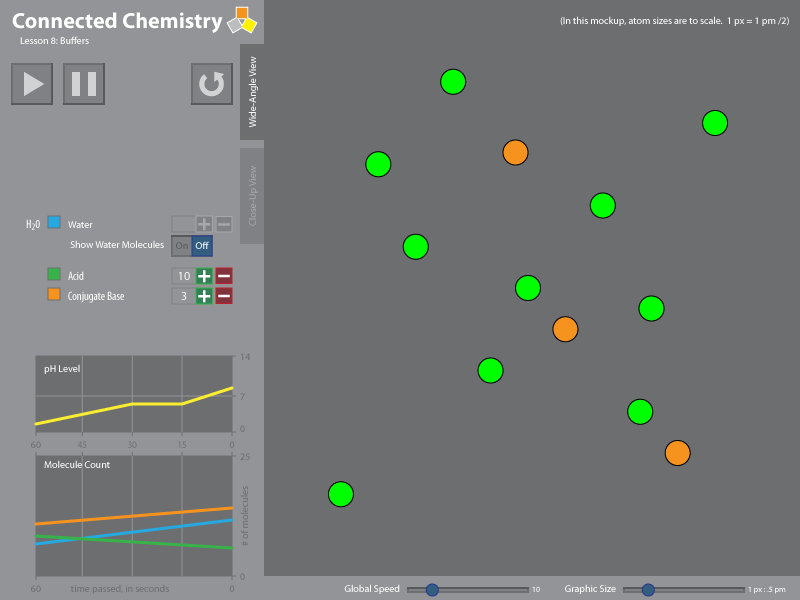 Connected Chemistry
Lesson 8: Buffers
(In this mockup, atom sizes are to scale. 1 px = 1 pm /2)
Wide-Angle View
Close-Up View
H2O Water
Show Water Molecules On Off
Acid 10 + −
Conjugate Base 3 + −
pH Level
14
7
0
60 45 30 15 0
Molecule Count
25
# of molecules
0
60 time passed, in seconds 0
Global Speed 10
Graphic Size 1 px : .5 pm